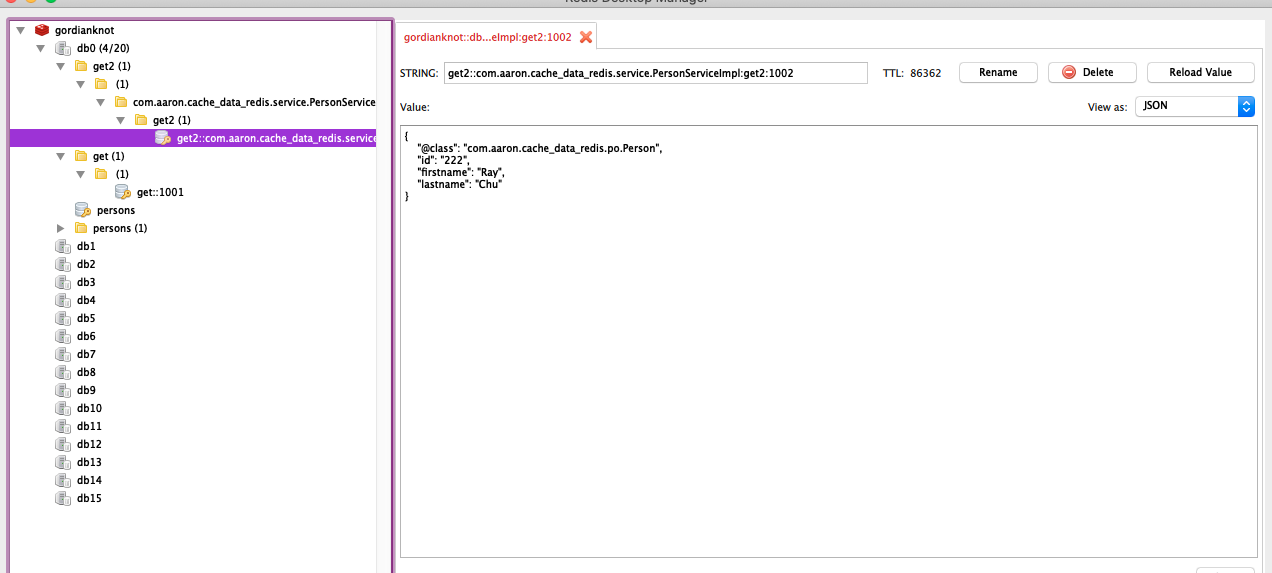 Redis Desktop Manager
gordianknot
db0 (4/20)
get2 (1)
(1)
com.aaron.cache_data_redis.service.PersonService
get2 (1)
get2::com.aaron.cache_data_redis.service
get (1)
(1)
get::1001
persons
persons (1)
db1
db2
db3
db4
db5
db6
db7
db8
db9
db10
db11
db12
db13
db14
db15
gordianknot::db...eImpl:get2:1002
STRING: get2::com.aaron.cache_data_redis.service.PersonServiceImpl:get2:1002 TTL: 86362 Rename Delete Reload Value
Value: View as: JSON
{
"@class": "com.aaron.cache_data_redis.po.Person",
"id": "222",
"firstname": "Ray",
"lastname": "Chu"
}